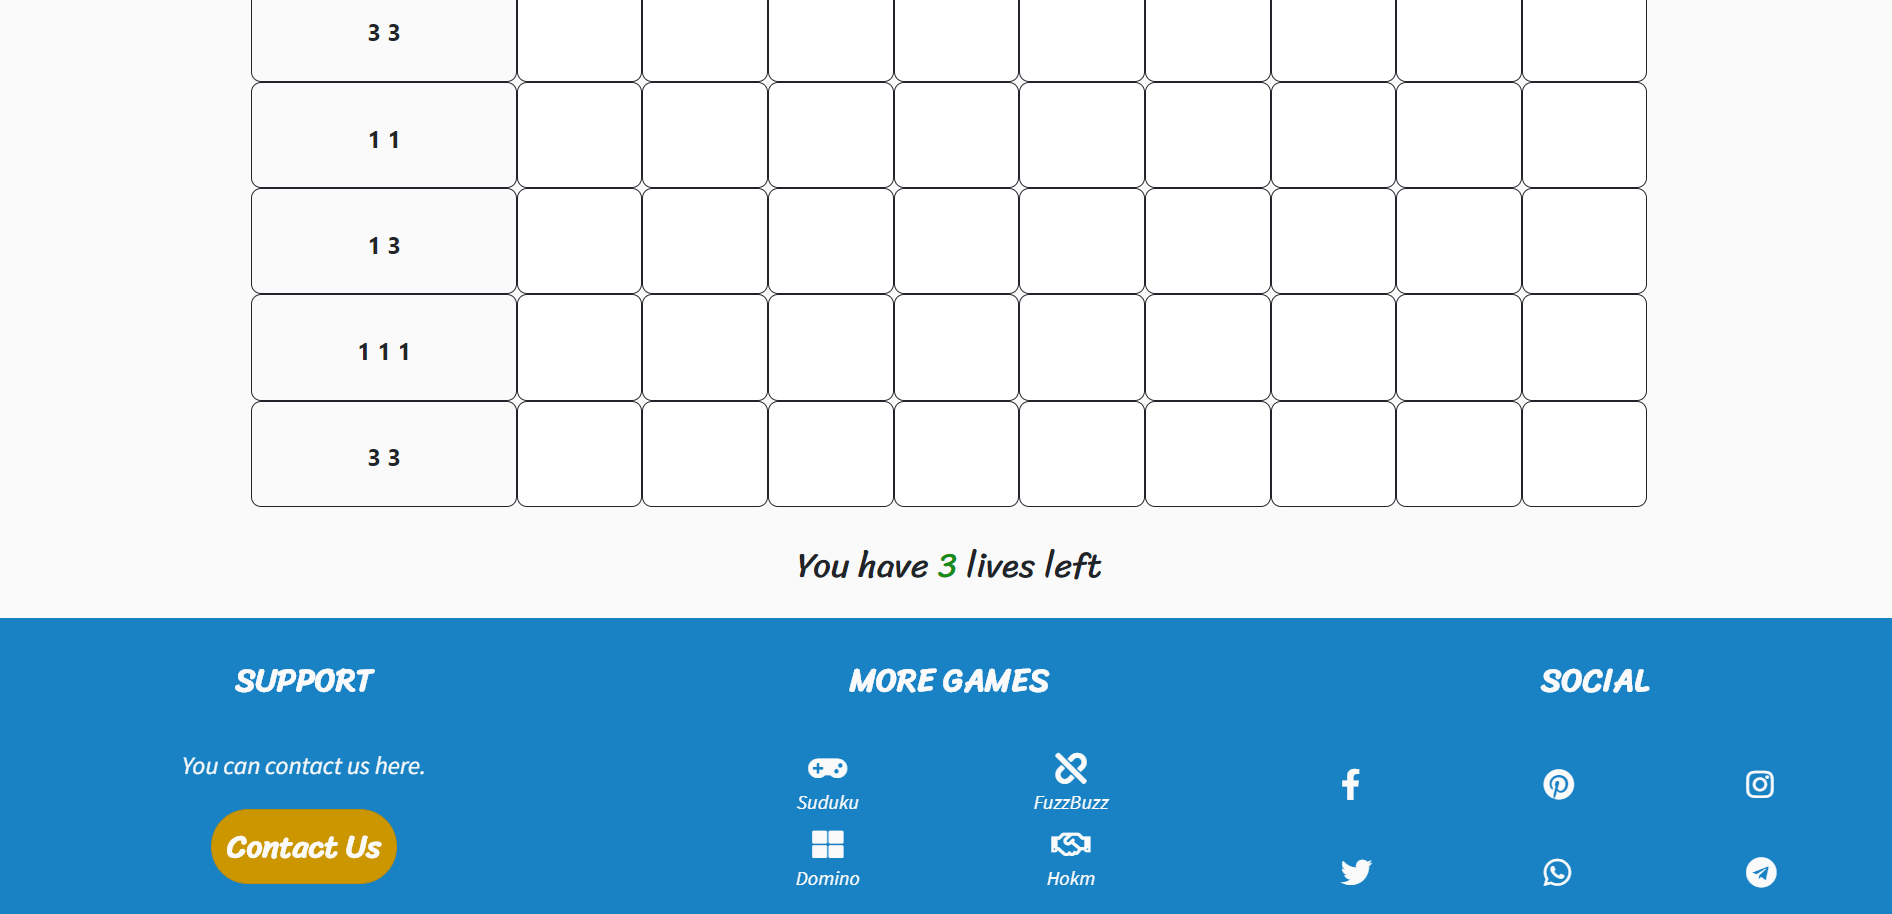 3 3
1 1
1 3
1 1 1
3 3
You have 3 lives left
SUPPORT
MORE GAMES
SOCIAL
You can contact us here.
Contact Us
Suduku
FuzzBuzz
Domino
Hokm